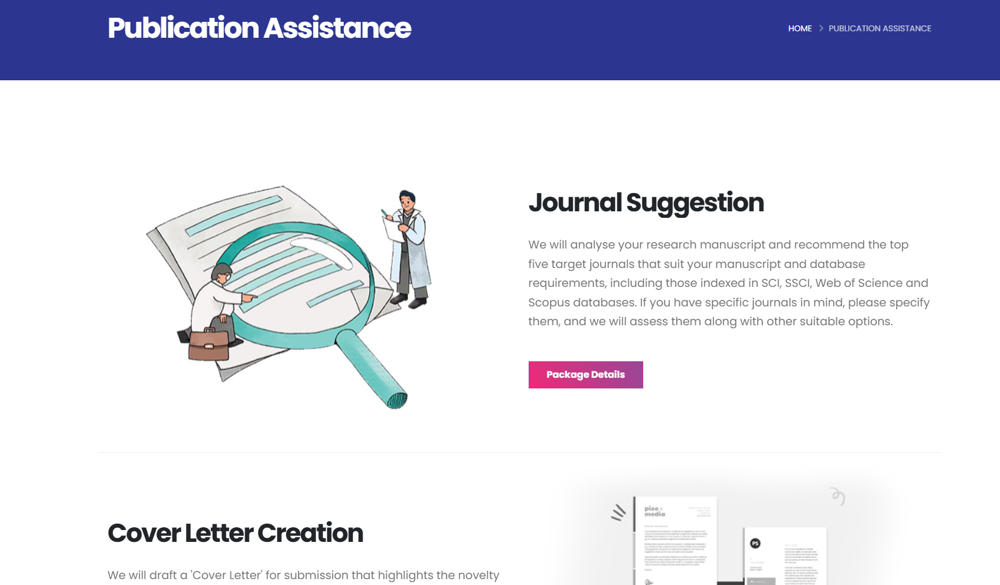 Publication Assistance
HOME > PUBLICATION ASSISTANCE
Journal Suggestion
We will analyse your research manuscript and recommend the top
five target journals that suit your manuscript and database
requirements, including those indexed in SCI, SSCI, Web of Science and
Scopus databases. If you have specific journals in mind, please specify
them, and we will assess them along with other suitable options.
Package Details
Cover Letter Creation
We will draft a 'Cover Letter' for submission that highlights the novelty
pixo+
media
PS